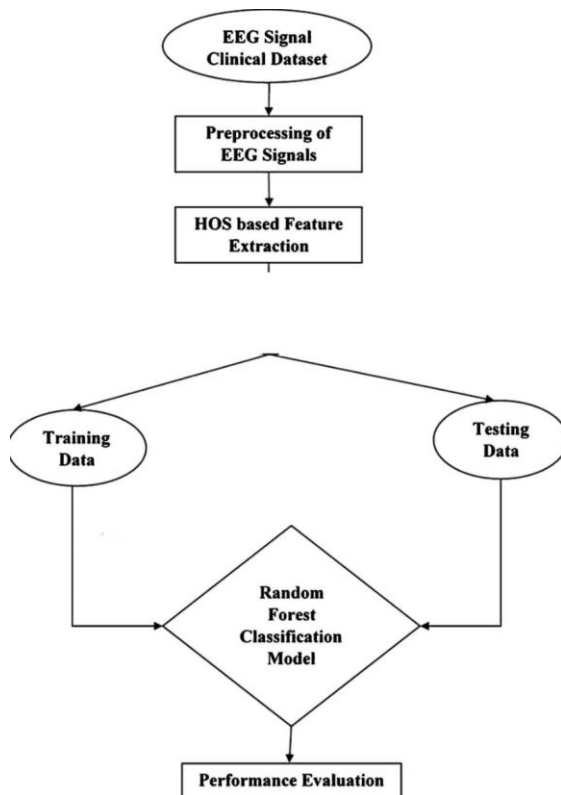 EEG Signal
Clinical Dataset
Preprocessing of
EEG Signals
HOS based Feature
Extraction
Training
Data
Testing
Data
Random
Forest
Classification
Model
Performance Evaluation